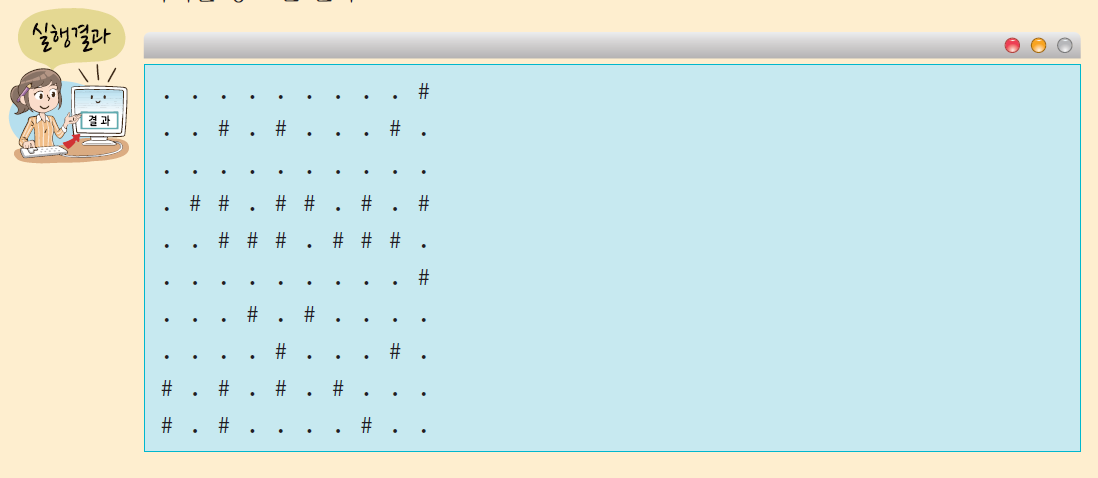 실행결과
결과
. . . . . . . . . #
. . # . # . . . # .
. . . . . . . . . .
. # # . # # . # . #
. . # # # . # # # .
. . . . . . . . . #
. . . # . # . . . .
. . . . # . . . # .
# . # . # . # . . .
# . # . . . . # . .